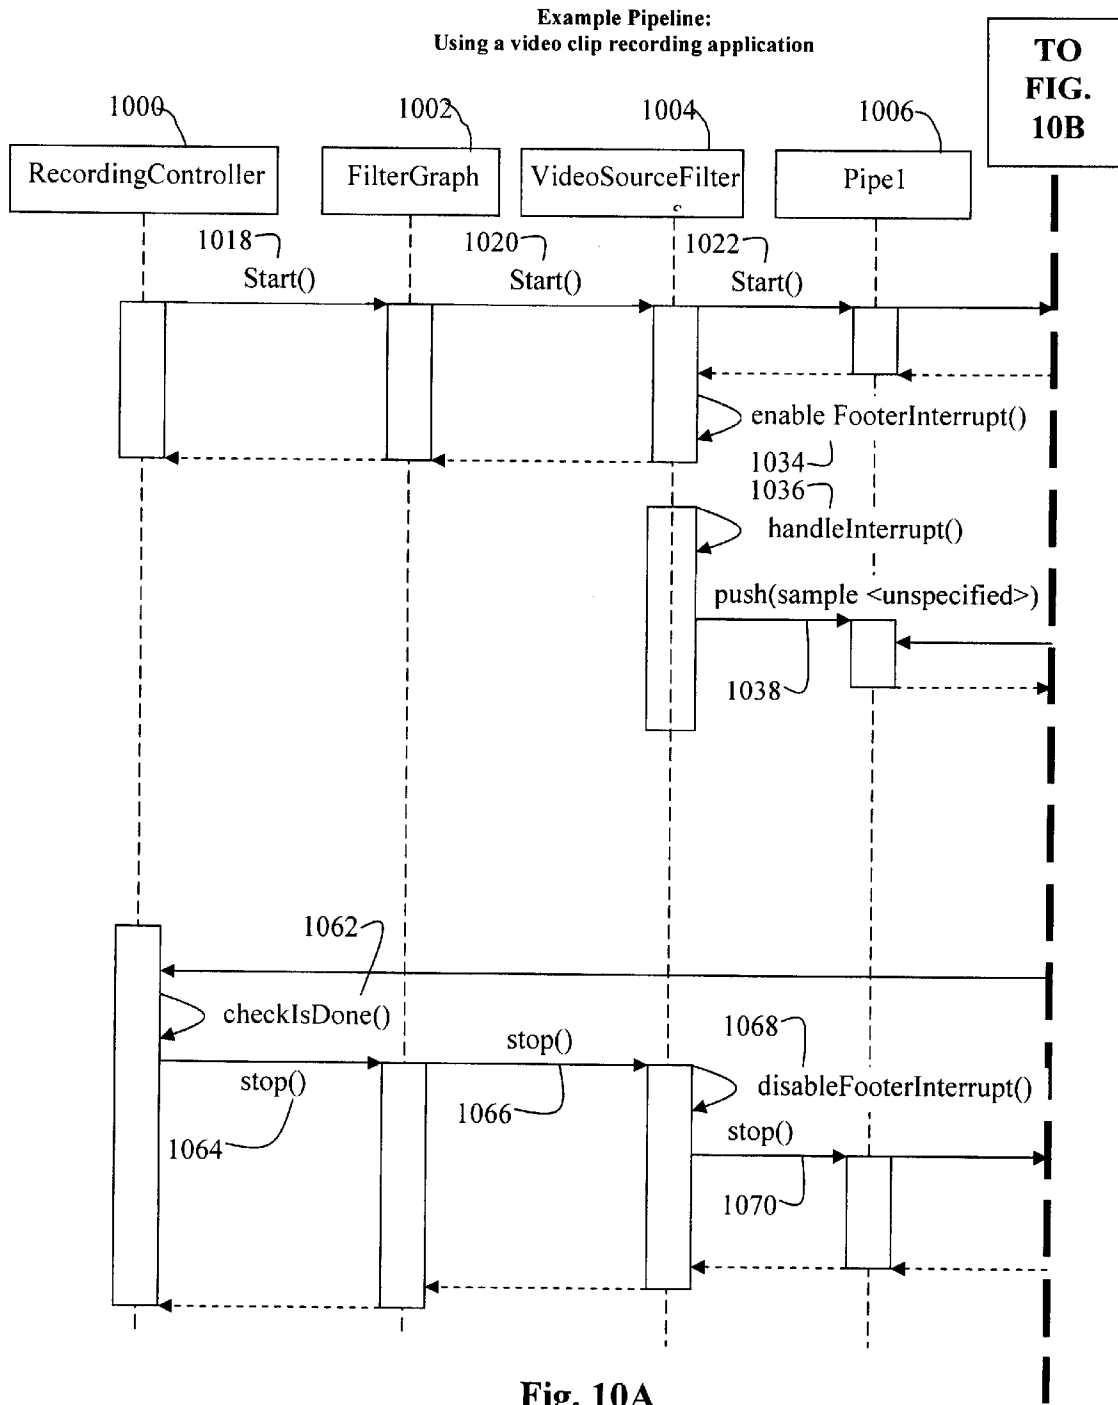 Example Pipeline:
Using a video clip recording application
TO
FIG.
10B
1000
1002
1004
1006
RecordingController
FilterGraph
VideoSourceFilter
s
Pipe1
1018
1020
1022
Start()
Start()
Start()
enable FooterInterrupt()
1034
1036
handleInterrupt()
push(sample <unspecified>)
1038
1062
checkIsDone()
stop()
1068
disableFooterInterrupt()
stop()
1066
stop()
1064
1070
Fig. 10A